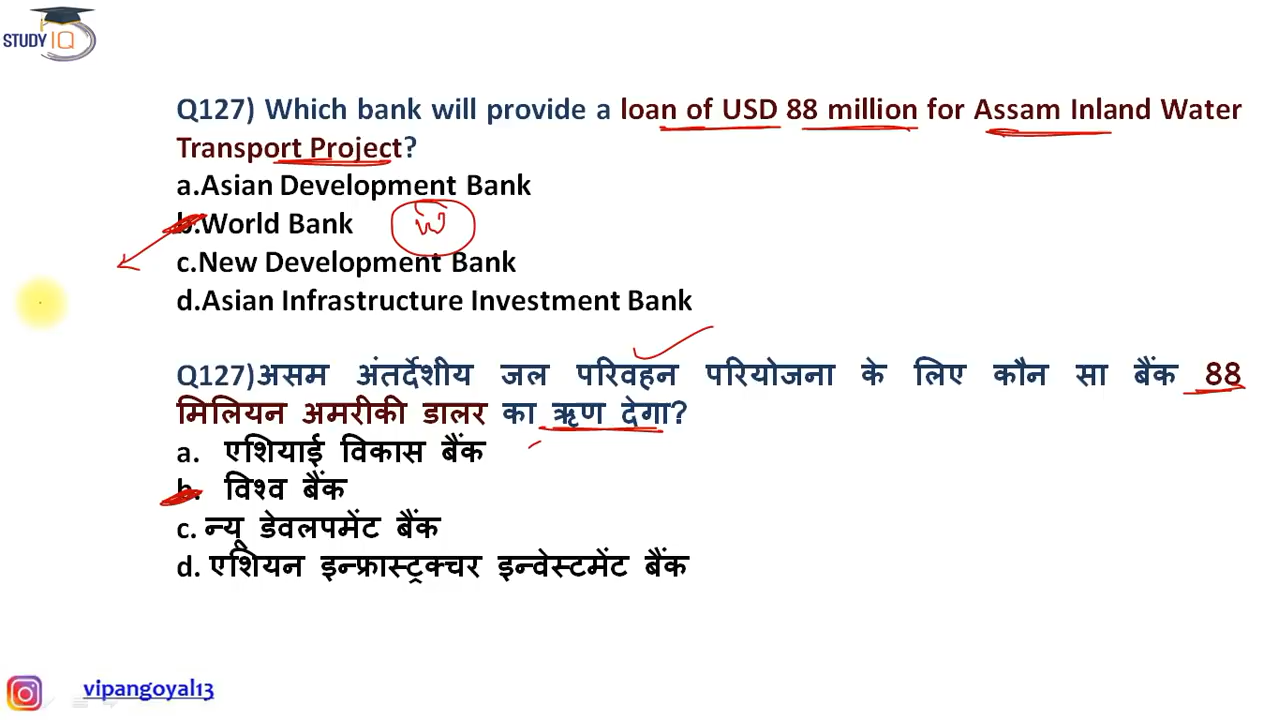 STUDY IQ
Q127) Which bank will provide a loan of USD 88 million for Assam Inland Water
Transport Project?
a.Asian Development Bank
b.World Bank
W
c.New Development Bank
d.Asian Infrastructure Investment Bank
Q127)असम अंतर्देशीय जल परिवहन परियोजना के लिए कौन सा बैंक 88
मिलियन अमरीकी डालर का ऋण देगा?
a. एशियाई विकास बैंक
b. विश्व बैंक
c. न्यू डेवलपमेंट बैंक
d. एशियन इन्फ्रास्ट्रक्चर इन्वेस्टमेंट बैंक
vipangoyal13